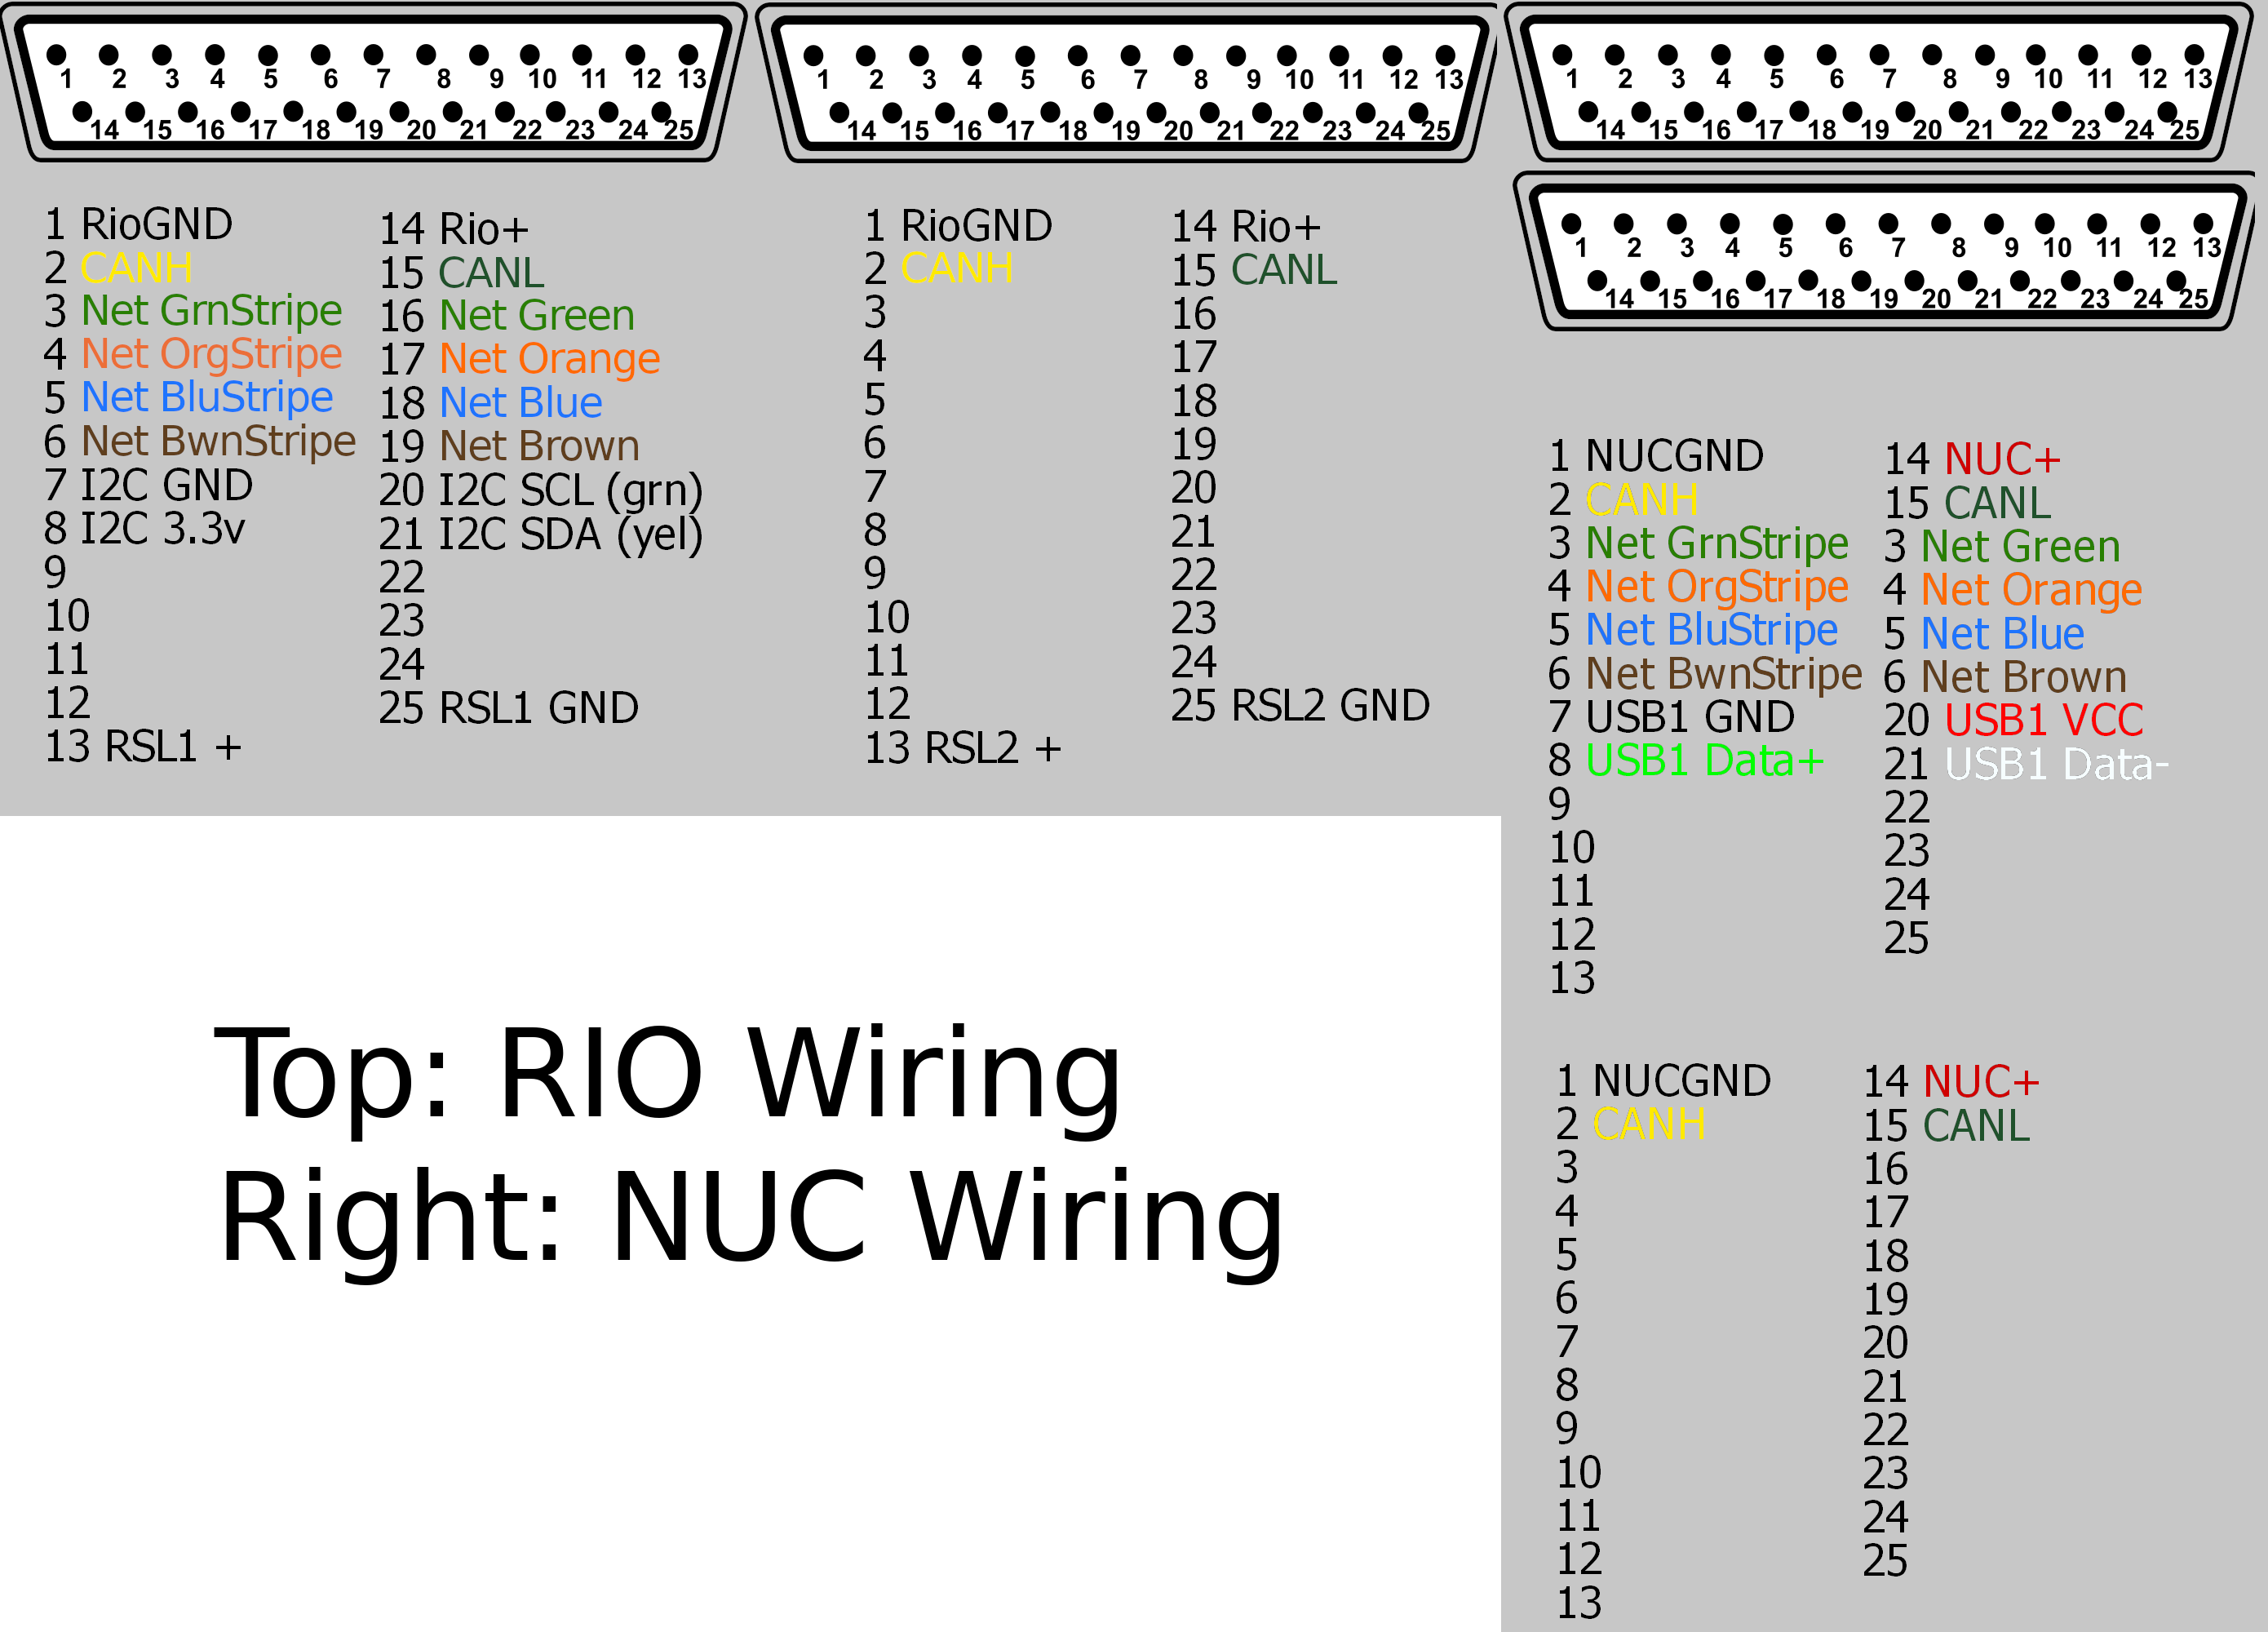 1 2 3 4 5 6 7 8 9 10 11 12 13
14 15 16 17 18 19 20 21 22 23 24 25
1 RioGND
2 CANH
3 Net GrnStripe
4 Net OrgStripe
5 Net BluStripe
6 Net BwnStripe
7 I2C GND
8 I2C 3.3v
9
10
11
12
13 RSL1 +
14 Rio+
15 CANL
16 Net Green
17 Net Orange
18 Net Blue
19 Net Brown
20 I2C SCL (grn)
21 I2C SDA (yel)
22
23
24
25 RSL1 GND
1 2 3 4 5 6 7 8 9 10 11 12 13
14 15 16 17 18 19 20 21 22 23 24 25
1 RioGND
2 CANH
3
4
5
6
7
8
9
10
11
12
13 RSL2 +
14 Rio+
15 CANL
16
17
18
19
20
21
22
23
24
25 RSL2 GND
1 2 3 4 5 6 7 8 9 10 11 12 13
14 15 16 17 18 19 20 21 22 23 24 25
1 2 3 4 5 6 7 8 9 10 11 12 13
14 15 16 17 18 19 20 21 22 23 24 25
1 NUCGND
2 CANH
3 Net GrnStripe
4 Net OrgStripe
5 Net BluStripe
6 Net BwnStripe
7 USB1 GND
8 USB1 Data+
9
10
11
12
13
14 NUC+
15 CANL
3 Net Green
4 Net Orange
5 Net Blue
6 Net Brown
20 USB1 VCC
21 USB1 Data-
22
23
24
25
1 NUCGND
2 CANH
3
4
5
6
7
8
9
10
11
12
13
14 NUC+
15 CANL
16
17
18
19
20
21
22
23
24
25
Top: RIO Wiring
Right: NUC Wiring